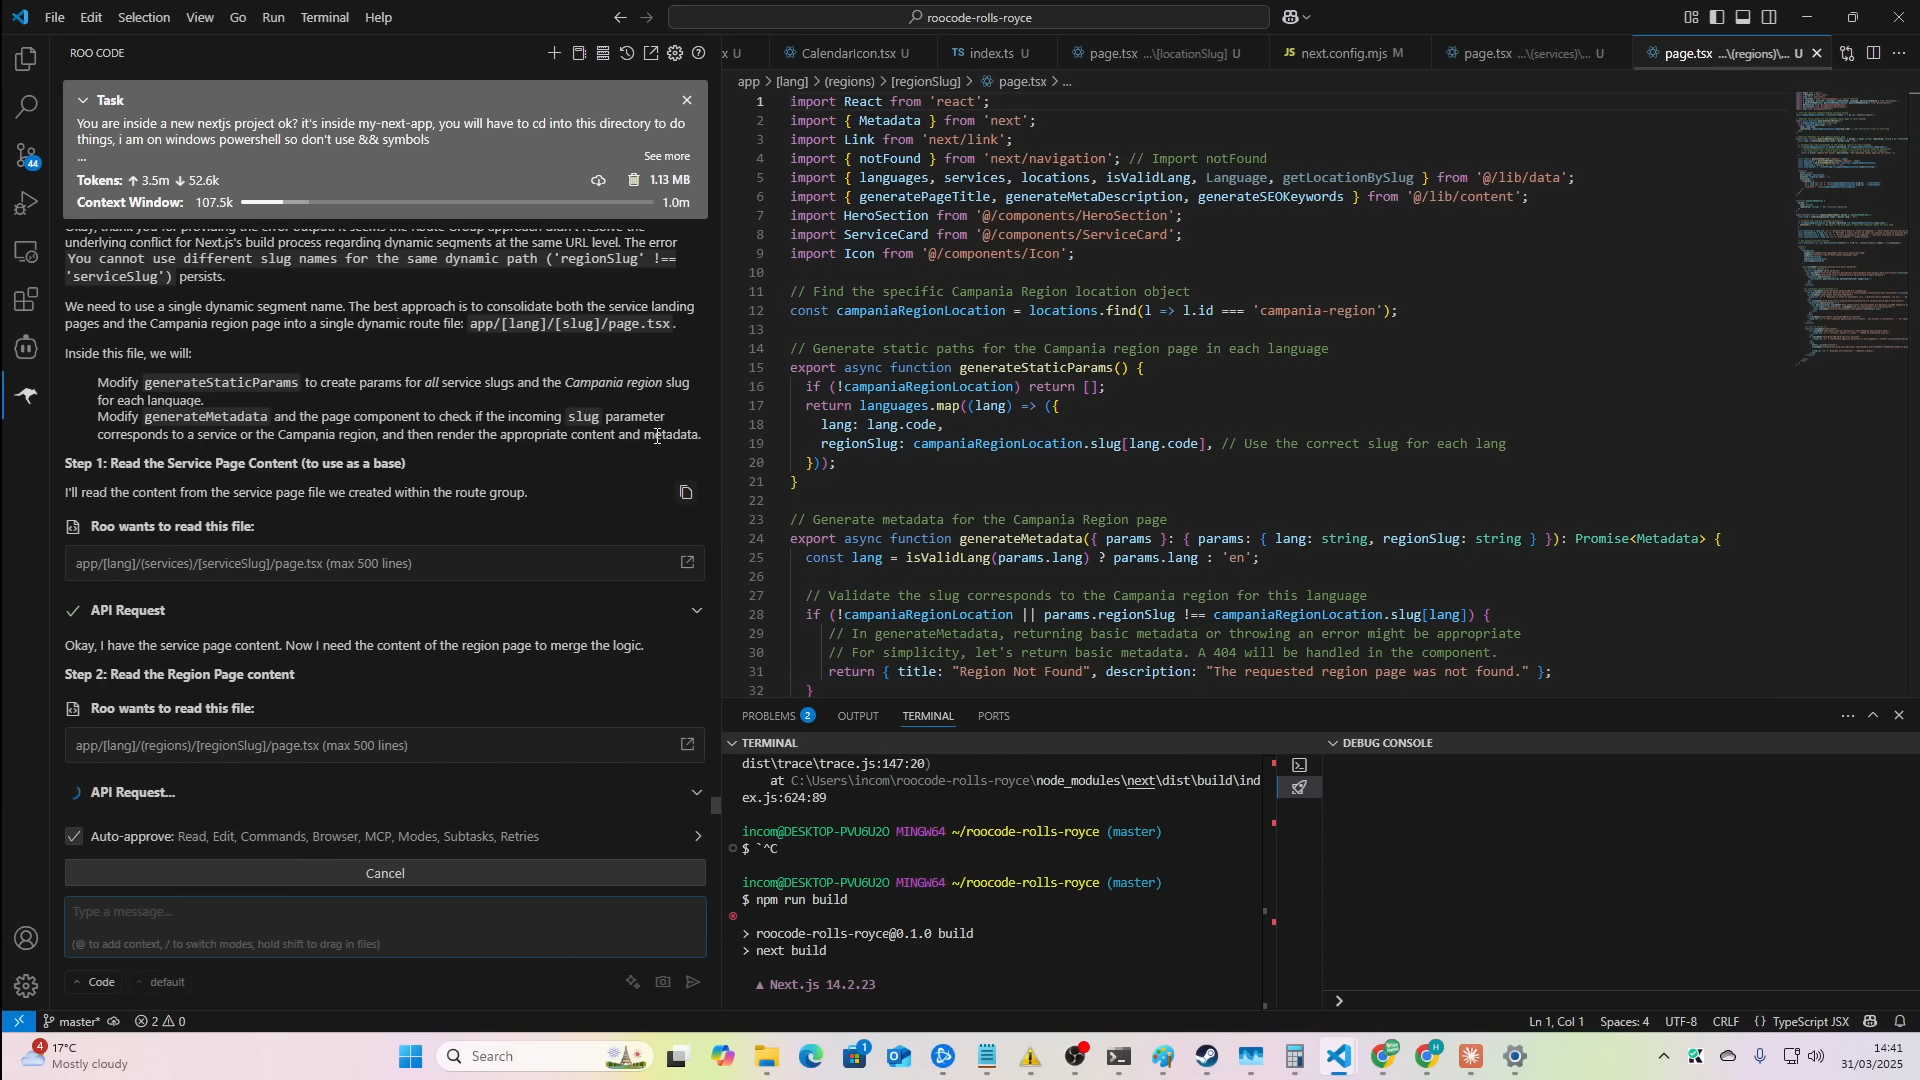 File Edit Selection View Go Run Terminal Help
roocode-rolls-royce
ROO CODE
Task
You are inside a new nextjs project ok? it's inside my-next-app, you will have to cd into this directory to do
things, i am on windows powershell so don't use && symbols
...
See more
Tokens: ↑ 3.5m ↓ 52.6k
1.13 MB
Context Window: 107.5k 1.0m
underlying conflict for Next.js's build process regarding dynamic segments at the same URL level. The error
You cannot use different slug names for the same dynamic path ('regionSlug' !==
'serviceSlug') persists.
We need to use a single dynamic segment name. The best approach is to consolidate both the service landing
pages and the Campania region page into a single dynamic route file: app/[lang]/[slug]/page.tsx.
Inside this file, we will:
Modify generateStaticParams to create params for all service slugs and the Campania region slug
for each language.
Modify generateMetadata and the page component to check if the incoming slug parameter
corresponds to a service or the Campania region, and then render the appropriate content and metadata.
Step 1: Read the Service Page Content (to use as a base)
I'll read the content from the service page file we created within the route group.
Roo wants to read this file:
app/[lang]/(services)/[serviceSlug]/page.tsx (max 500 lines)
API Request
Okay, I have the service page content. Now I need the content of the region page to merge the logic.
Step 2: Read the Region Page content
Roo wants to read this file:
app/[lang]/(regions)/[regionSlug]/page.tsx (max 500 lines)
API Request...
Auto-approve: Read, Edit, Commands, Browser, MCP, Modes, Subtasks, Retries
Cancel
Type a message...
(@ to add context, / to switch modes, hold shift to drag in files)
Code default
44
x U CalendarIcon.tsx U TS index.ts U page.tsx ...\[locationSlug] U JS next.config.mjs M page.tsx ...\(services)\... U page.tsx ...\(regions)\... U
app > [lang] > (regions) > [regionSlug] > page.tsx > ...
1 import React from 'react';
2 import { Metadata } from 'next';
3 import Link from 'next/link';
4 import { notFound } from 'next/navigation'; // Import notFound
5 import { languages, services, locations, isValidLang, Language, getLocationBySlug } from '@/lib/data';
6 import { generatePageTitle, generateMetaDescription, generateSEOKeywords } from '@/lib/content';
7 import HeroSection from '@/components/HeroSection';
8 import ServiceCard from '@/components/ServiceCard';
9 import Icon from '@/components/Icon';
10
11 // Find the specific Campania Region location object
12 const campaniaRegionLocation = locations.find(l => l.id === 'campania-region');
13
14 // Generate static paths for the Campania region page in each language
15 export async function generateStaticParams() {
16 if (!campaniaRegionLocation) return [];
17 return languages.map((lang) => ({
18 lang: lang.code,
19 regionSlug: campaniaRegionLocation.slug[lang.code], // Use the correct slug for each lang
20 }));
21 }
22
23 // Generate metadata for the Campania Region page
24 export async function generateMetadata({ params }: { params: { lang: string, regionSlug: string } }): Promise<Metadata> {
25 const lang = isValidLang(params.lang) ? params.lang : 'en';
26
27 // Validate the slug corresponds to the Campania region for this language
28 if (!campaniaRegionLocation || params.regionSlug !== campaniaRegionLocation.slug[lang]) {
29 // In generateMetadata, returning basic metadata or throwing an error might be appropriate
30 // For simplicity, let's return basic metadata. A 404 will be handled in the component.
31 return { title: "Region Not Found", description: "The requested region page was not found." };
32 }
PROBLEMS 2 OUTPUT TERMINAL PORTS
TERMINAL
dist\trace\trace.js:147:20)
at C:\Users\incom\roocode-rolls-royce\node_modules\next\dist\build\ind
ex.js:624:89
incom@DESKTOP-PVU6U2O MINGW64 ~/roocode-rolls-royce (master)
$ `^C
incom@DESKTOP-PVU6U2O MINGW64 ~/roocode-rolls-royce (master)
$ npm run build
> roocode-rolls-royce@0.1.0 build
> next build
▲ Next.js 14.2.23
DEBUG CONSOLE
master* 2 0
Ln 1, Col 1 Spaces: 4 UTF-8 CRLF {} TypeScript JSX
4 17°C
Mostly cloudy
Search
1
14:41
31/03/2025